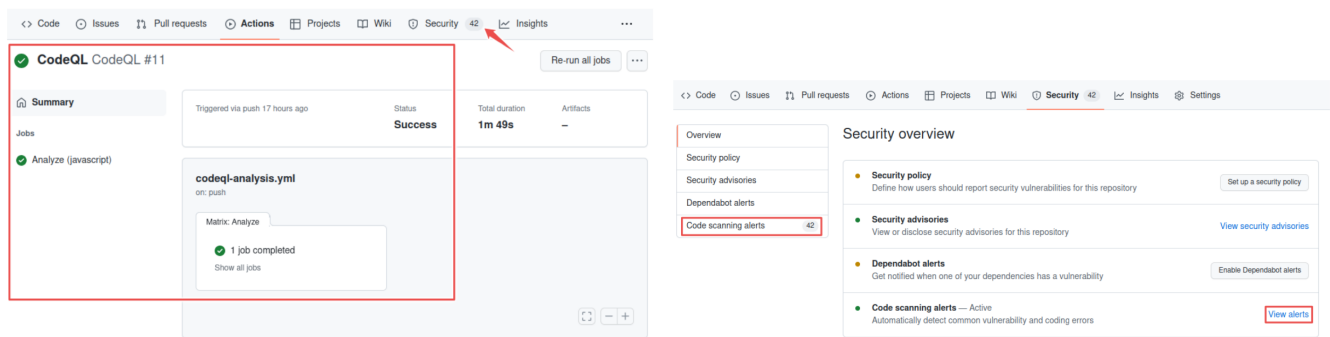 Code Issues Pull requests Actions Projects Wiki Security 42 Insights ...
CodeQL CodeQL #11
Re-run all jobs ...
Summary
Jobs
Analyze (javascript)
Triggered via push 17 hours ago
Status
Success
Total duration
1m 49s
Artifacts
–
codeql-analysis.yml
on: push
Matrix: Analyze
1 job completed
Show all jobs
Code Issues Pull requests Actions Projects Wiki Security 42 Insights Settings
Overview
Security policy
Security advisories
Dependabot alerts
Code scanning alerts 42
Security overview
Security policy
Define how users should report security vulnerabilities for this repository
Set up a security policy
Security advisories
View or disclose security advisories for this repository
View security advisories
Dependabot alerts
Get notified when one of your dependencies has a vulnerability
Enable Dependabot alerts
Code scanning alerts — Active
Automatically detect common vulnerability and coding errors
View alerts